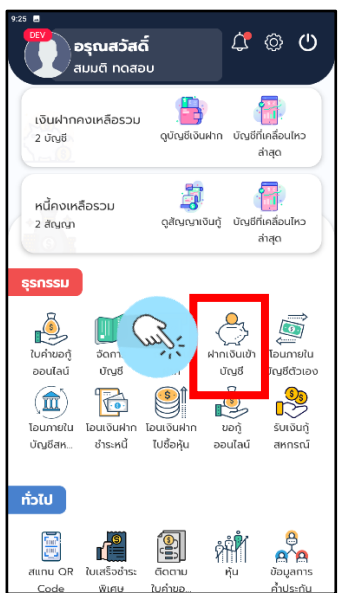 9:25
DEV
อรุณสวัสดิ์
สมมติ ทดสอบ
เงินฝากคงเหลือรวม
2 บัญชี
ดูบัญชีเงินฝาก
บัญชีที่เคลื่อนไหว
ล่าสุด
หนี้คงเหลือรวม
2 สัญญา
ดูสัญญาเงินกู้
บัญชีที่เคลื่อนไหว
ล่าสุด
ธุรกรรม
ใบคำขอกู้
ออนไลน์
บัญชี
ฝากเงินเข้า
บัญชี
โอนภายใน
บัญชีตัวเอง
โอนภายใน
บัญชีสห...
โอนเงินฝาก
ชำระหนี้
โอนเงินฝาก
ไปซื้อหุ้น
ขอกู้
ออนไลน์
รับเงินกู้
สหกรณ์
ทั่วไป
สแกน QR
Code
ใบเสร็จชำระ
พิเศษ
ติดตาม
ใบคำขอ...
หุ้น
ข้อมูลการ
ค้ำประกัน